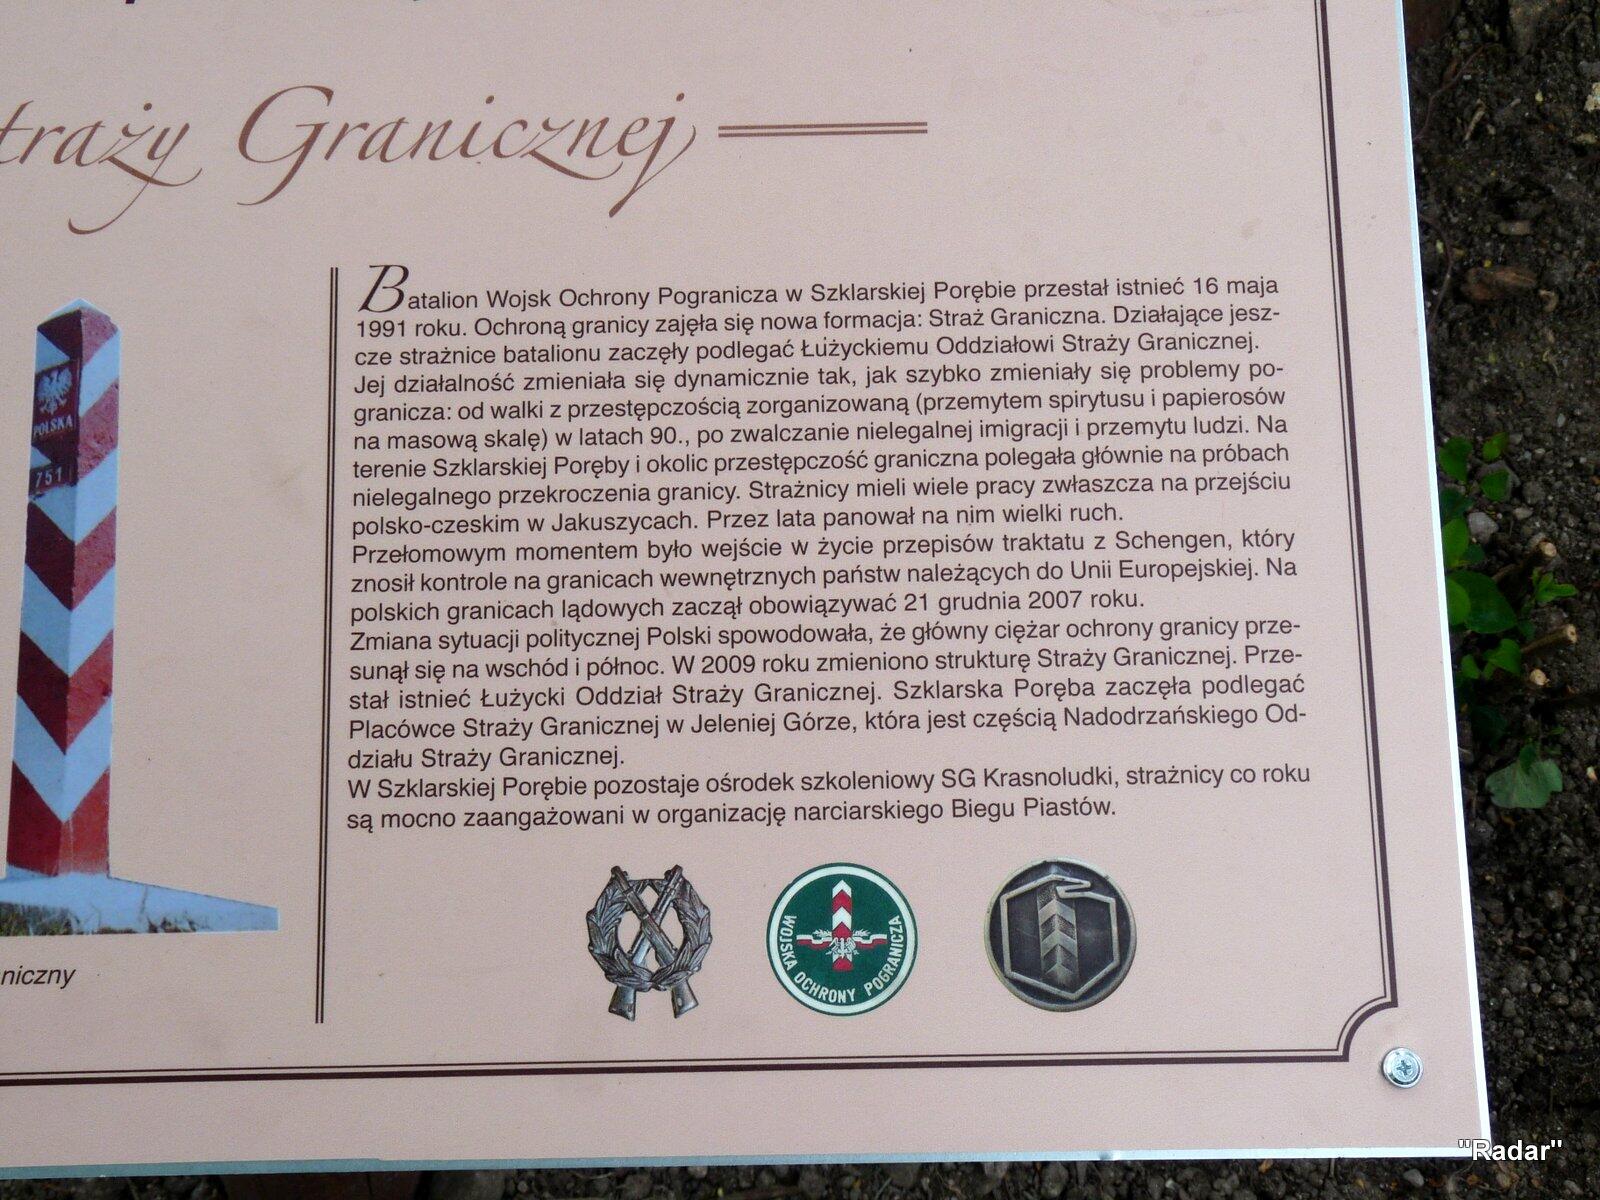 traży Granicznej
POLSKA
751
niczny
Batalion Wojsk Ochrony Pogranicza w Szklarskiej Porębie przestał istnieć 16 maja
1991 roku. Ochroną granicy zajęła się nowa formacja: Straż Graniczna. Działające jesz-
cze strażnice batalionu zaczęły podlegać Łużyckiemu Oddziałowi Straży Granicznej.
Jej działalność zmieniała się dynamicznie tak, jak szybko zmieniały się problemy po-
granicza: od walki z przestępczością zorganizowaną (przemytem spirytusu i papierosów
na masową skalę) w latach 90., po zwalczanie nielegalnej imigracji i przemytu ludzi. Na
terenie Szklarskiej Poręby i okolic przestępczość graniczna polegała głównie na próbach
nielegalnego przekroczenia granicy. Strażnicy mieli wiele pracy zwłaszcza na przejściu
polsko-czeskim w Jakuszycach. Przez lata panował na nim wielki ruch.
Przełomowym momentem było wejście w życie przepisów traktatu z Schengen, który
znosił kontrole na granicach wewnętrznych państw należących do Unii Europejskiej. Na
polskich granicach lądowych zaczął obowiązywać 21 grudnia 2007 roku.
Zmiana sytuacji politycznej Polski spowodowała, że główny ciężar ochrony granicy prze-
sunął się na wschód i północ. W 2009 roku zmieniono strukturę Straży Granicznej. Prze-
stał istnieć Łużycki Oddział Straży Granicznej. Szklarska Poręba zaczęła podlegać
Placówce Straży Granicznej w Jeleniej Górze, która jest częścią Nadodrzańskiego Od-
działu Straży Granicznej.
W Szklarskiej Porębie pozostaje ośrodek szkoleniowy SG Krasnoludki, strażnicy co roku
są mocno zaangażowani w organizację narciarskiego Biegu Piastów.
WOJSKA OCHRONY POGRANICZA
"Radar"